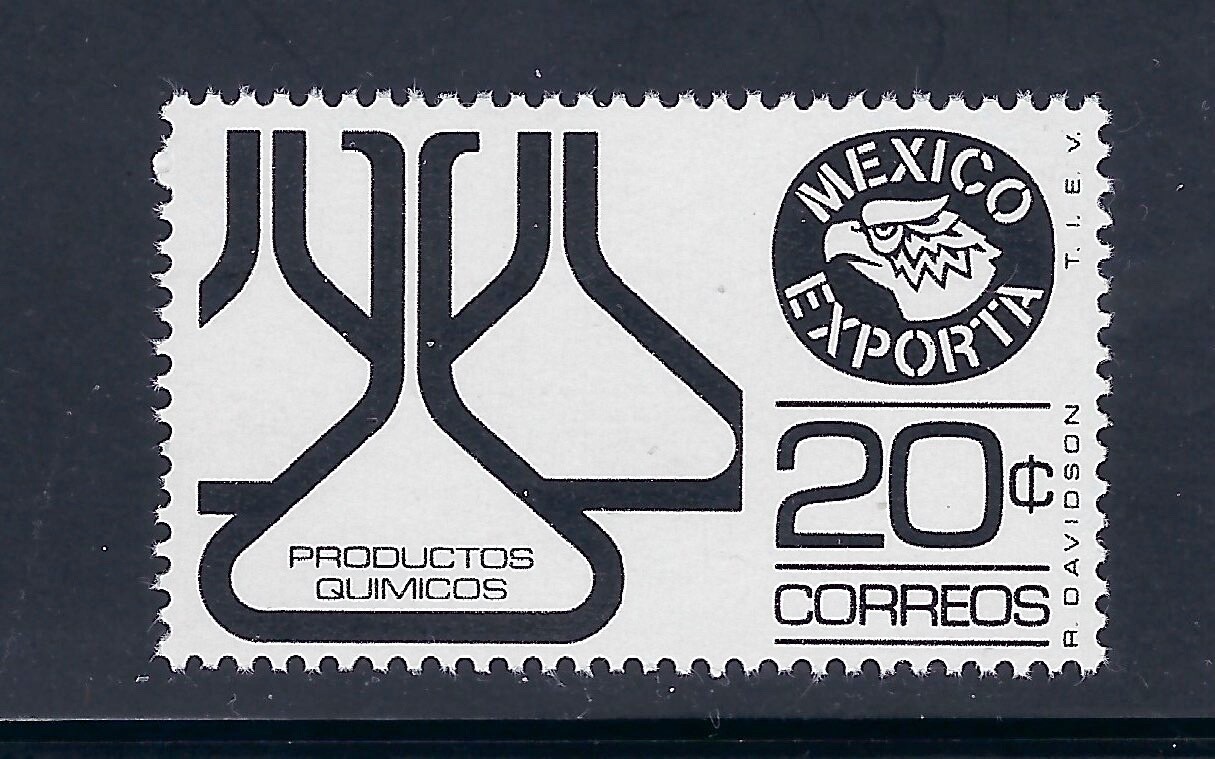 MEXICO
EXPORTA
20¢
CORREOS
PRODUCTOS
QUIMICOS
T. I. E. V.
R. DAVIDSON